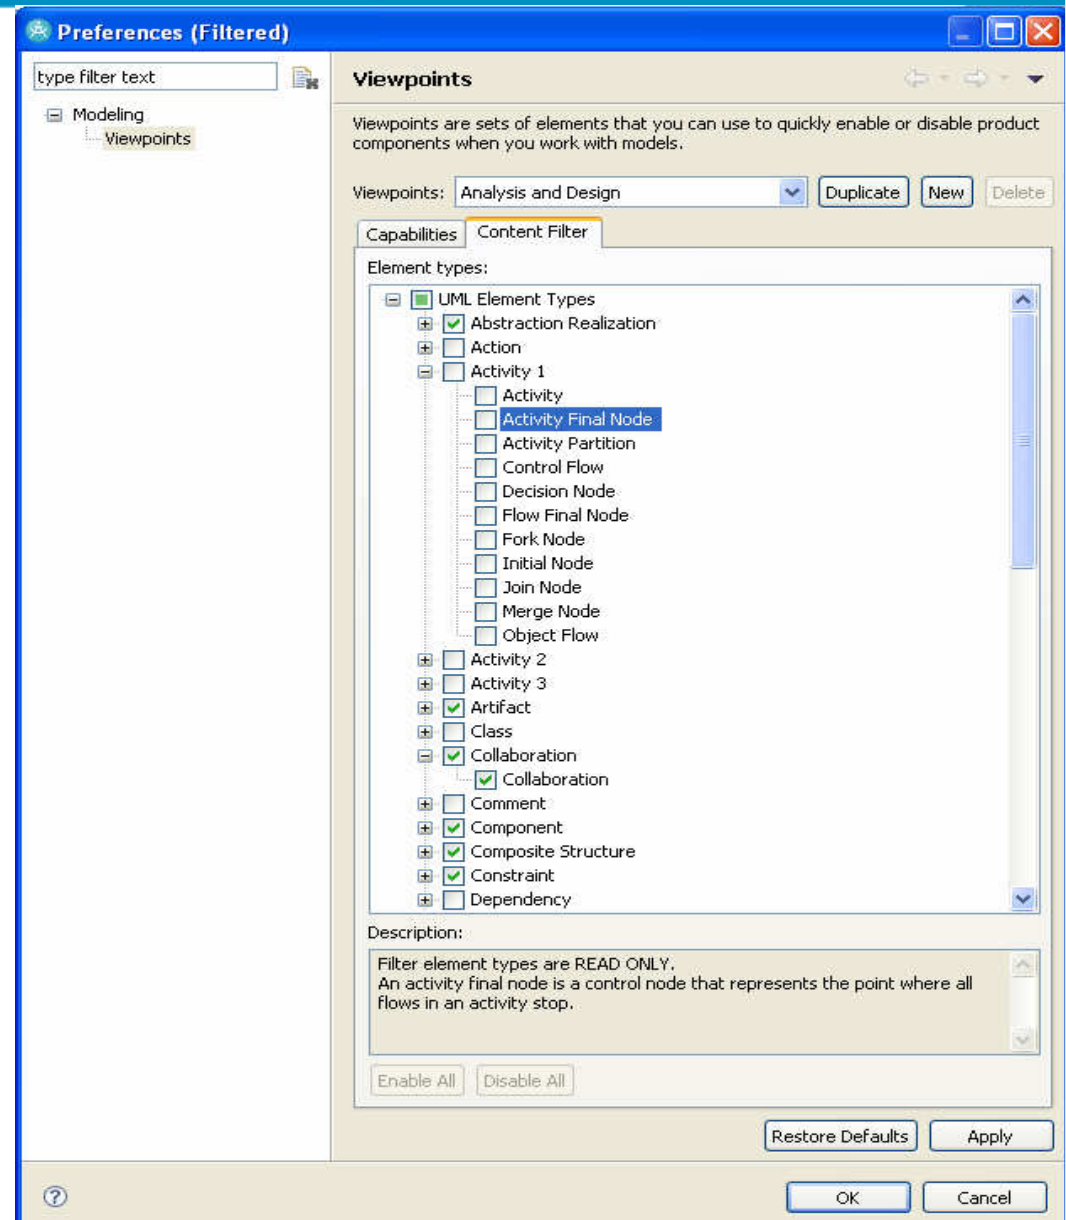 Preferences (Filtered)
type filter text
Modeling
Viewpoints
Viewpoints
Viewpoints are sets of elements that you can use to quickly enable or disable product
components when you work with models.
Viewpoints: Analysis and Design Duplicate New Delete
Capabilities Content Filter
Element types:
UML Element Types
Abstraction Realization
Action
Activity 1
Activity
Activity Final Node
Activity Partition
Control Flow
Decision Node
Flow Final Node
Fork Node
Initial Node
Join Node
Merge Node
Object Flow
Activity 2
Activity 3
Artifact
Class
Collaboration
Collaboration
Comment
Component
Composite Structure
Constraint
Dependency
Description:
Filter element types are READ ONLY.
An activity final node is a control node that represents the point where all
flows in an activity stop.
Enable All Disable All
Restore Defaults Apply
? OK Cancel